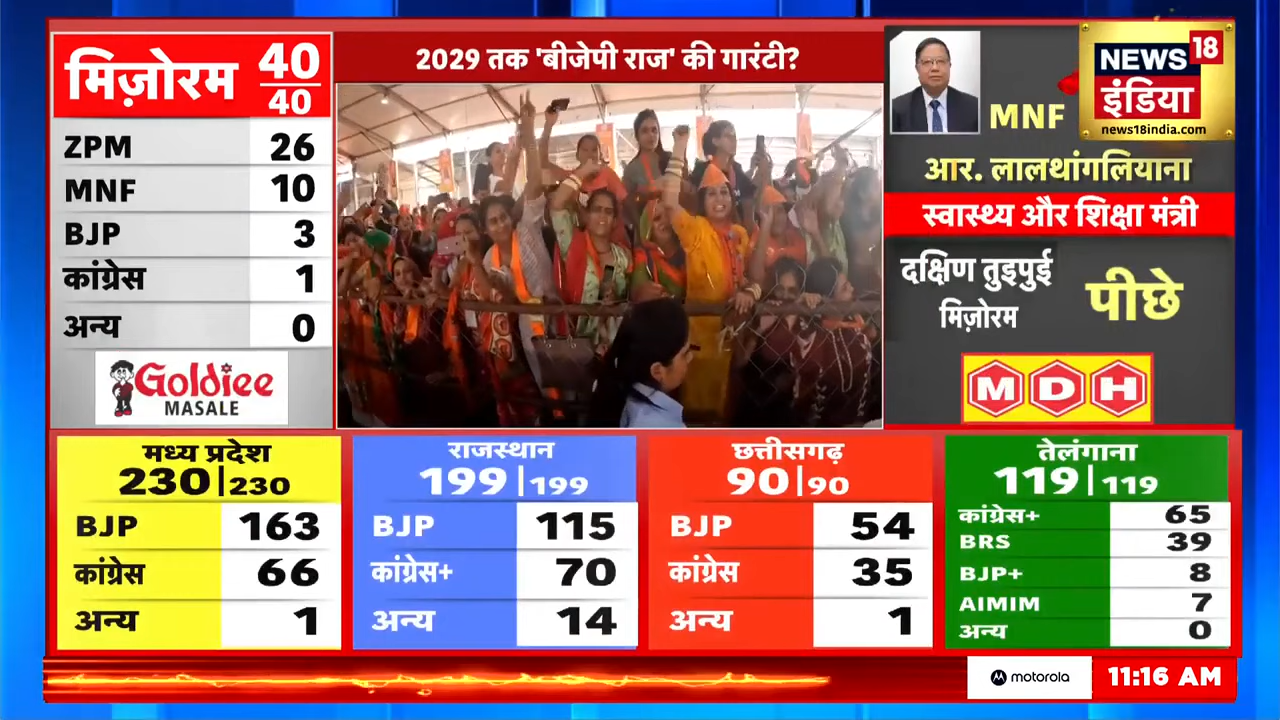 मिज़ोरम 40
40
ZPM 26
MNF 10
BJP 3
कांग्रेस 1
अन्य 0
Goldiee
MASALE
2029 तक 'बीजेपी राज' की गारंटी?
NEWS 18
इंडिया
news18india.com
MNF
आर. लालथांगलियाना
स्वास्थ्य और शिक्षा मंत्री
दक्षिण तुइपुई
मिज़ोरम
पीछे
MDH
मध्य प्रदेश
230|230
BJP 163
कांग्रेस 66
अन्य 1
राजस्थान
199|199
BJP 115
कांग्रेस+ 70
अन्य 14
छत्तीसगढ़
90|90
BJP 54
कांग्रेस 35
अन्य 1
तेलंगाना
119|119
कांग्रेस+ 65
BRS 39
BJP+ 8
AIMIM 7
अन्य 0
motorola
11:16 AM